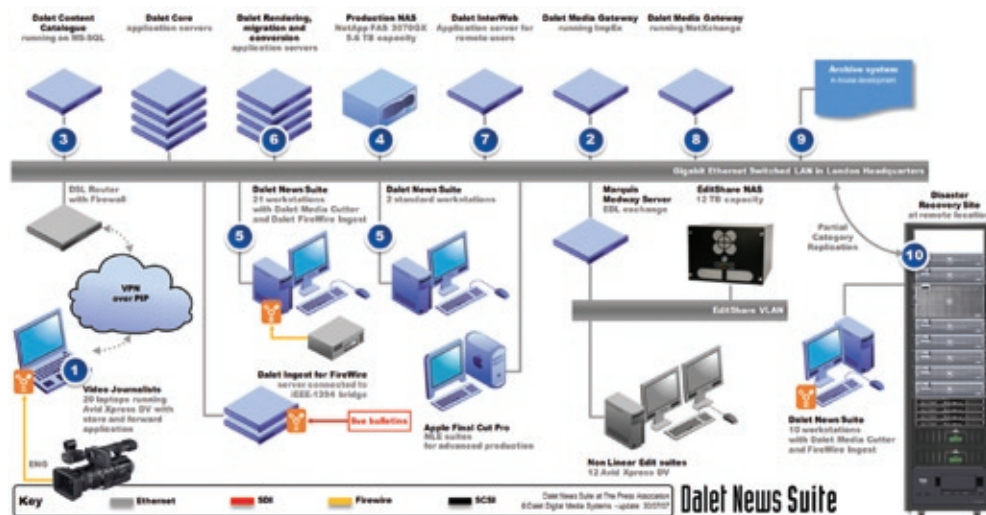 Dalet Content
Catalogue
running on MS-SQL
Dalet Core
application servers
Dalet Rendering,
migration and
conversion
application servers
Production NAS
NetApp FAS 3070GX
5.6 TB capacity
Dalet InterWeb
Application server for
remote users
Dalet Media Gateway
running ImpEx
Dalet Media Gateway
running NetXchange
Archive system
in-house development
3
6
4
7
2
8
9
Gigabit Ethernet Switched LAN in London Headquarters
DSL Router
with Firewall
Dalet News Suite
21 workstations
with Dalet Media Cutter
and Dalet FireWire Ingest
5
Dalet News Suite
2 standard workstations
5
Marquis
Medway Server
EDL exchange
EditShare NAS
12 TB capacity
Partial
Category
Replication
Disaster
Recovery Site
at remote location
10
VPN
over PIP
EditShare VLAN
1
Video Journalists
20 laptops running
Avid Xpress DV with
store and forward
application
ENG
Dalet Ingest for FireWire
server connected to
IEEE-1394 bridge
live bulletins
Apple Final Cut Pro
NLE suites
for advanced production
Non Linear Edit suites
12 Avid Xpress DV
Dalet News Suite
10 workstations
with Dalet Media Cutter
and FireWire Ingest
Key
Ethernet
SDI
Firewire
SCSI
Dalet News Suite at The Press Association
©Dalet Digital Media Systems - update 30/07/07
Dalet News Suite